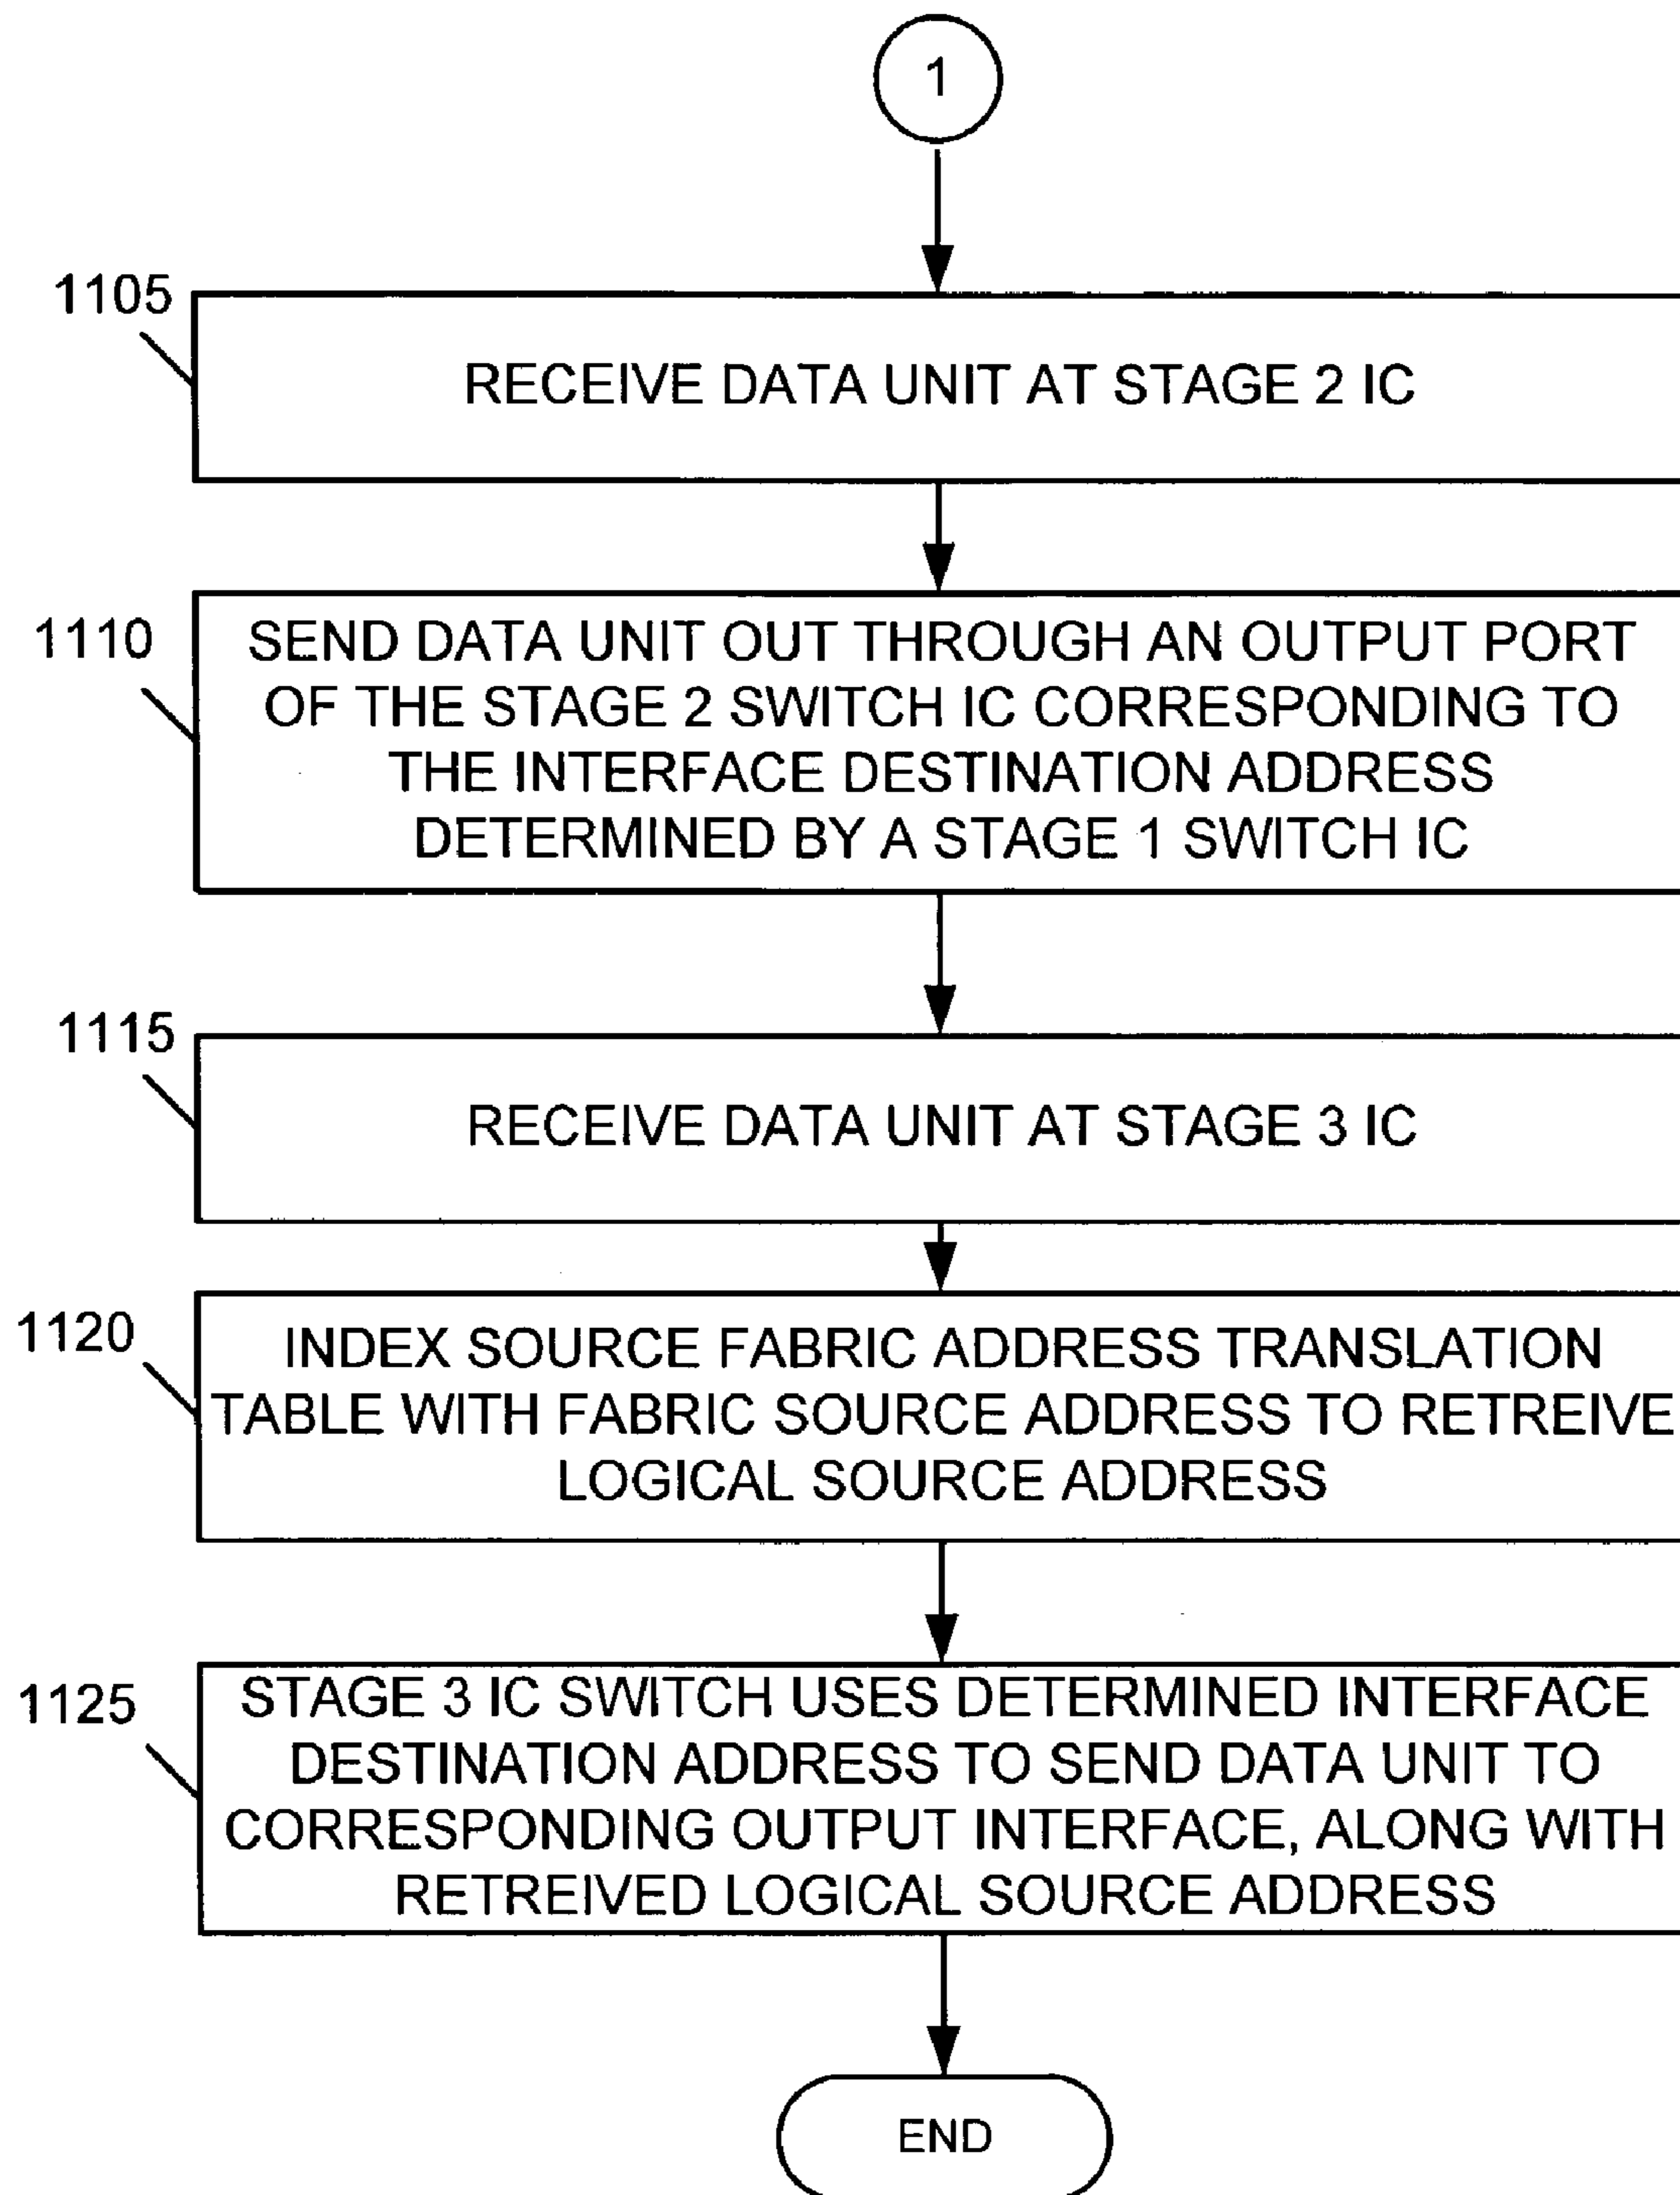 1
1105
RECEIVE DATA UNIT AT STAGE 2 IC
1110
SEND DATA UNIT OUT THROUGH AN OUTPUT PORT
OF THE STAGE 2 SWITCH IC CORRESPONDING TO
THE INTERFACE DESTINATION ADDRESS
DETERMINED BY A STAGE 1 SWITCH IC
1115
RECEIVE DATA UNIT AT STAGE 3 IC
1120
INDEX SOURCE FABRIC ADDRESS TRANSLATION
TABLE WITH FABRIC SOURCE ADDRESS TO RETREIVE
LOGICAL SOURCE ADDRESS
1125
STAGE 3 IC SWITCH USES DETERMINED INTERFACE
DESTINATION ADDRESS TO SEND DATA UNIT TO
CORRESPONDING OUTPUT INTERFACE, ALONG WITH
RETREIVED LOGICAL SOURCE ADDRESS
END